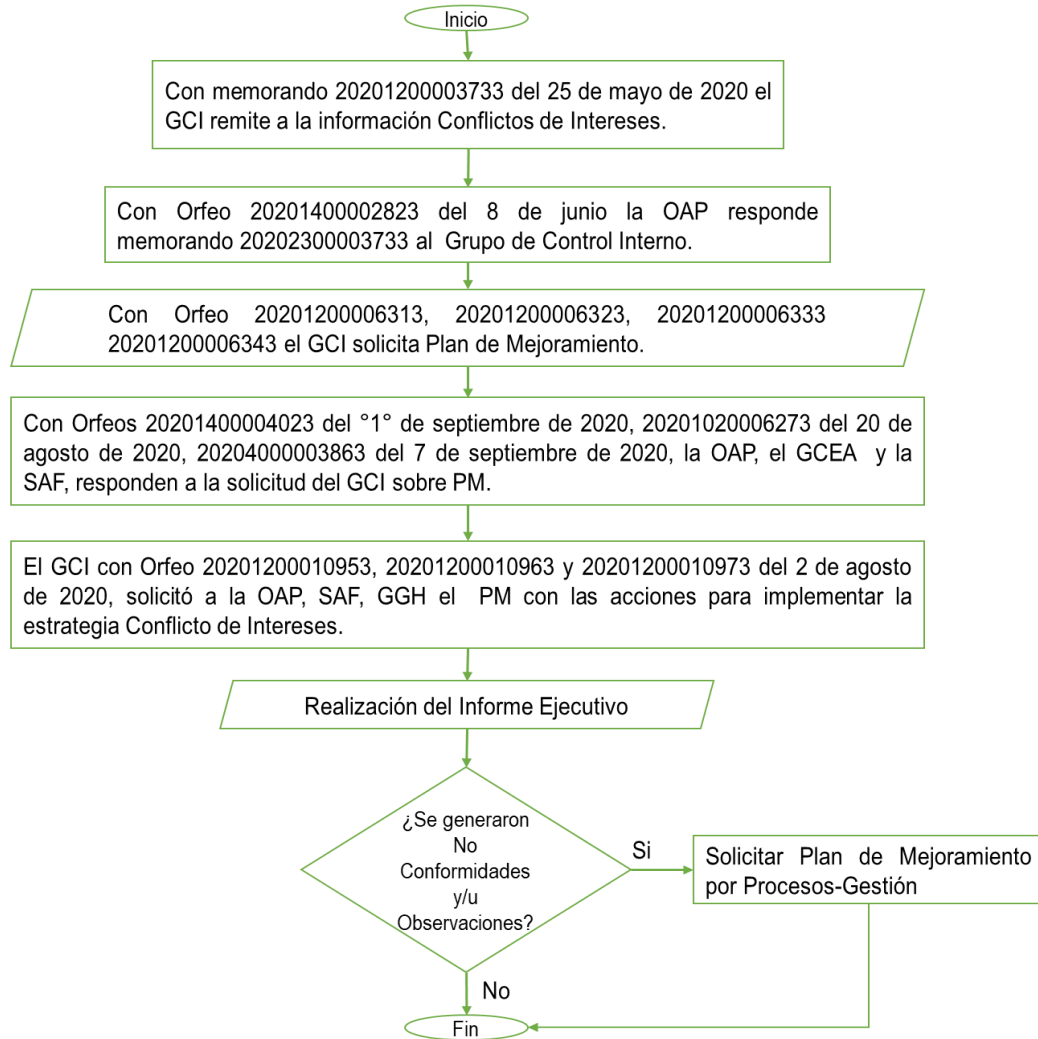 Inicio
Con memorando 20201200003733 del 25 de mayo de 2020 el
GCI remite a la información Conflictos de Intereses.
Con Orfeo 20201400002823 del 8 de junio la OAP responde
memorando 20202300003733 al Grupo de Control Interno.
Con Orfeo 20201200006313, 20201200006323, 20201200006333
20201200006343 el GCI solicita Plan de Mejoramiento.
Con Orfeos 20201400004023 del °1° de septiembre de 2020, 20201020006273 del 20 de
agosto de 2020, 20204000003863 del 7 de septiembre de 2020, la OAP, el GCEA y la
SAF, responden a la solicitud del GCI sobre PM.
El GCI con Orfeo 20201200010953, 20201200010963 y 20201200010973 del 2 de agosto
de 2020, solicitó a la OAP, SAF, GGH el PM con las acciones para implementar la
estrategia Conflicto de Intereses.
Realización del Informe Ejecutivo
¿Se generaron
No
Conformidades
y/u
Observaciones?
Si
Solicitar Plan de Mejoramiento
por Procesos-Gestión
No
Fin